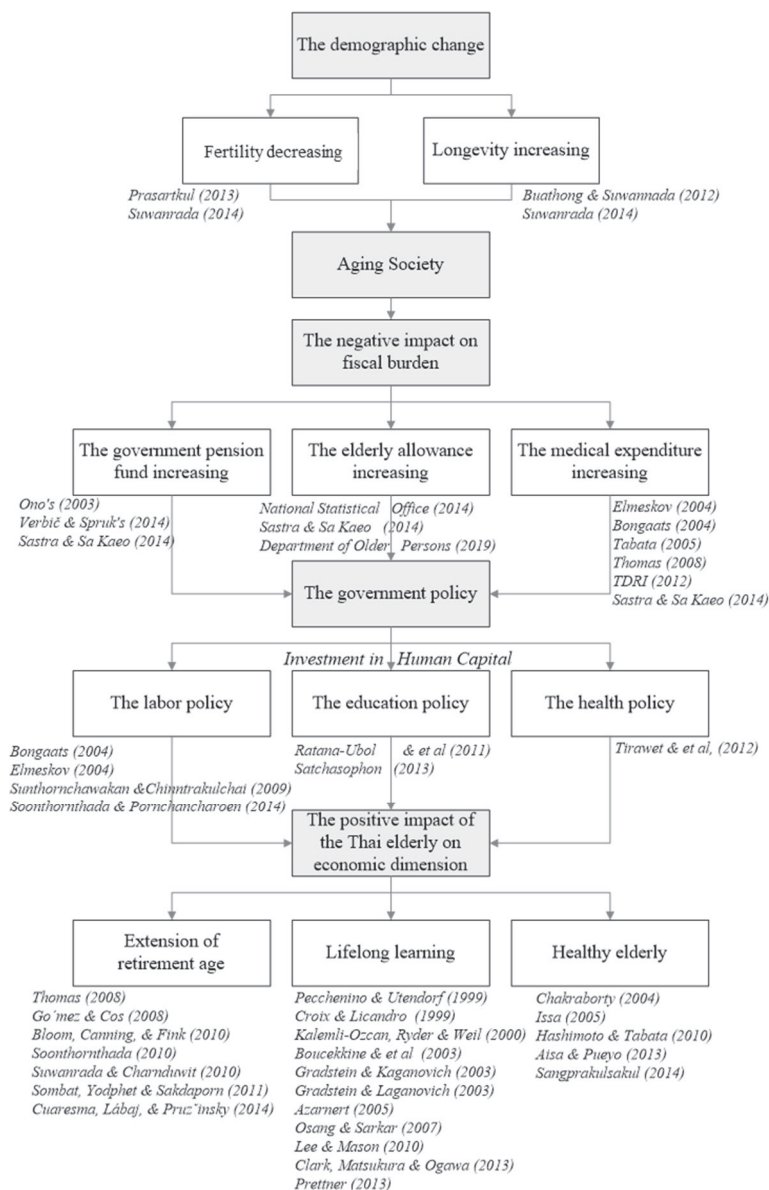 The demographic change
Fertility decreasing
Longevity increasing
Prasartkul (2013)
Suwanrada (2014)
Buathong & Suwannada (2012)
Suwanrada (2014)
Aging Society
The negative impact on
fiscal burden
The government pension
fund increasing
The elderly allowance
increasing
The medical expenditure
increasing
Ono's (2003)
Verbič & Spruk's (2014)
Sastra & Sa Kaeo (2014)
National Statistical Office (2014)
Sastra & Sa Kaeo (2014)
Department of Older Persons (2019)
Elmeskov (2004)
Bongaats (2004)
Tabata (2005)
Thomas (2008)
TDRI (2012)
Sastra & Sa Kaeo (2014)
The government policy
Investment in Human Capital
The labor policy
The education policy
The health policy
Bongaats (2004)
Elmeskov (2004)
Sunthornchawakan & Chinntrakulchai (2009)
Soonthornthada & Pornchancharoen (2014)
Ratana-Ubol & et al (2011)
Satchasophon (2013)
Tirawet & et al, (2012)
The positive impact of
the Thai elderly on
economic dimension
Extension of
retirement age
Lifelong learning
Healthy elderly
Thomas (2008)
Go´mez & Cos (2008)
Bloom, Canning, & Fink (2010)
Soonthornthada (2010)
Suwanrada & Charnduwit (2010)
Sombat, Yodphet & Sakdaporn (2011)
Cuaresma, Lábaj, & Pruzˇinsky (2014)
Pecchenino & Utendorf (1999)
Croix & Licandro (1999)
Kalemli-Ozcan, Ryder & Weil (2000)
Boucekkine & et al (2003)
Gradstein & Kaganovich (2003)
Gradstein & Laganovich (2003)
Azarnert (2005)
Osang & Sarkar (2007)
Lee & Mason (2010)
Clark, Matsukura & Ogawa (2013)
Prettner (2013)
Chakraborty (2004)
Issa (2005)
Hashimoto & Tabata (2010)
Aisa & Pueyo (2013)
Sangprakulsakul (2014)